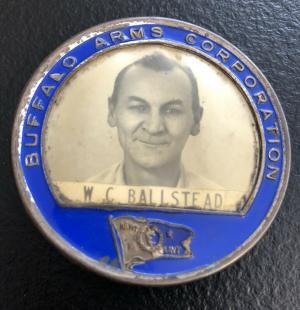 BUFFALO ARMS CORPORATION
W. C. BALLSTEAD